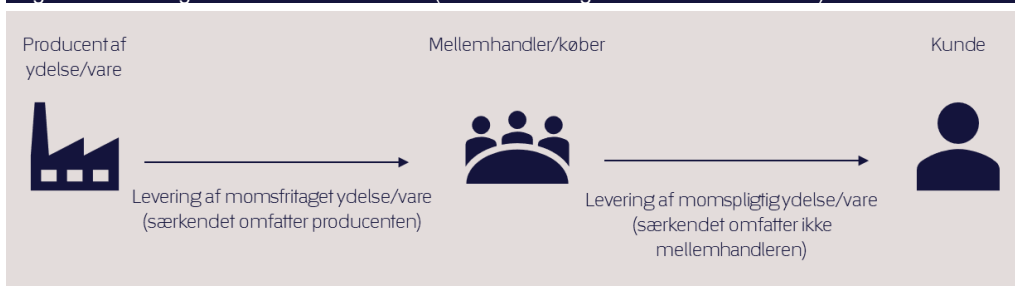 Producent af
ydelse/vare
Mellemhandler/køber
Kunde
Levering af momsfritaget ydelse/vare
(særkendet omfatter producenten)
Levering af momspligtig ydelse/vare
(særkendet omfatter ikke
mellemhandleren)